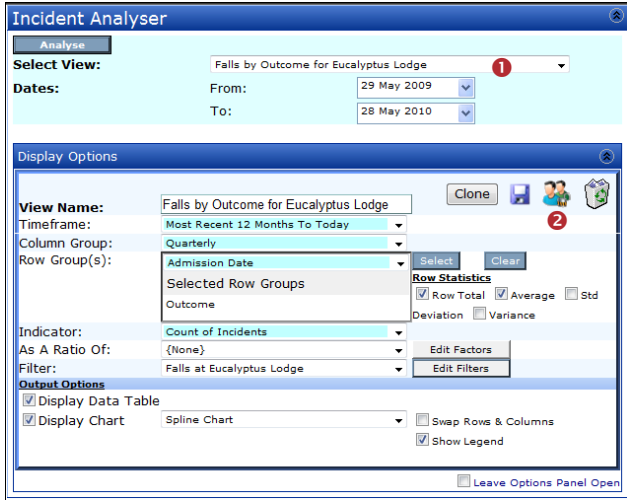 Incident Analyser
Analyse
Select View: Falls by Outcome for Eucalyptus Lodge 1
Dates: From: 29 May 2009
To: 28 May 2010
Display Options
View Name: Falls by Outcome for Eucalyptus Lodge Clone
2
Timeframe: Most Recent 12 Months To Today
Column Group: Quarterly
Row Group(s): Admission Date Select Clear
Selected Row Groups Row Statistics
Row Total Average Std
Outcome Deviation Variance
Indicator: Count of Incidents
As A Ratio Of: {None} Edit Factors
Filter: Falls at Eucalyptus Lodge Edit Filters
Output Options
Display Data Table
Display Chart Spline Chart Swap Rows & Columns
Show Legend
Leave Options Panel Open